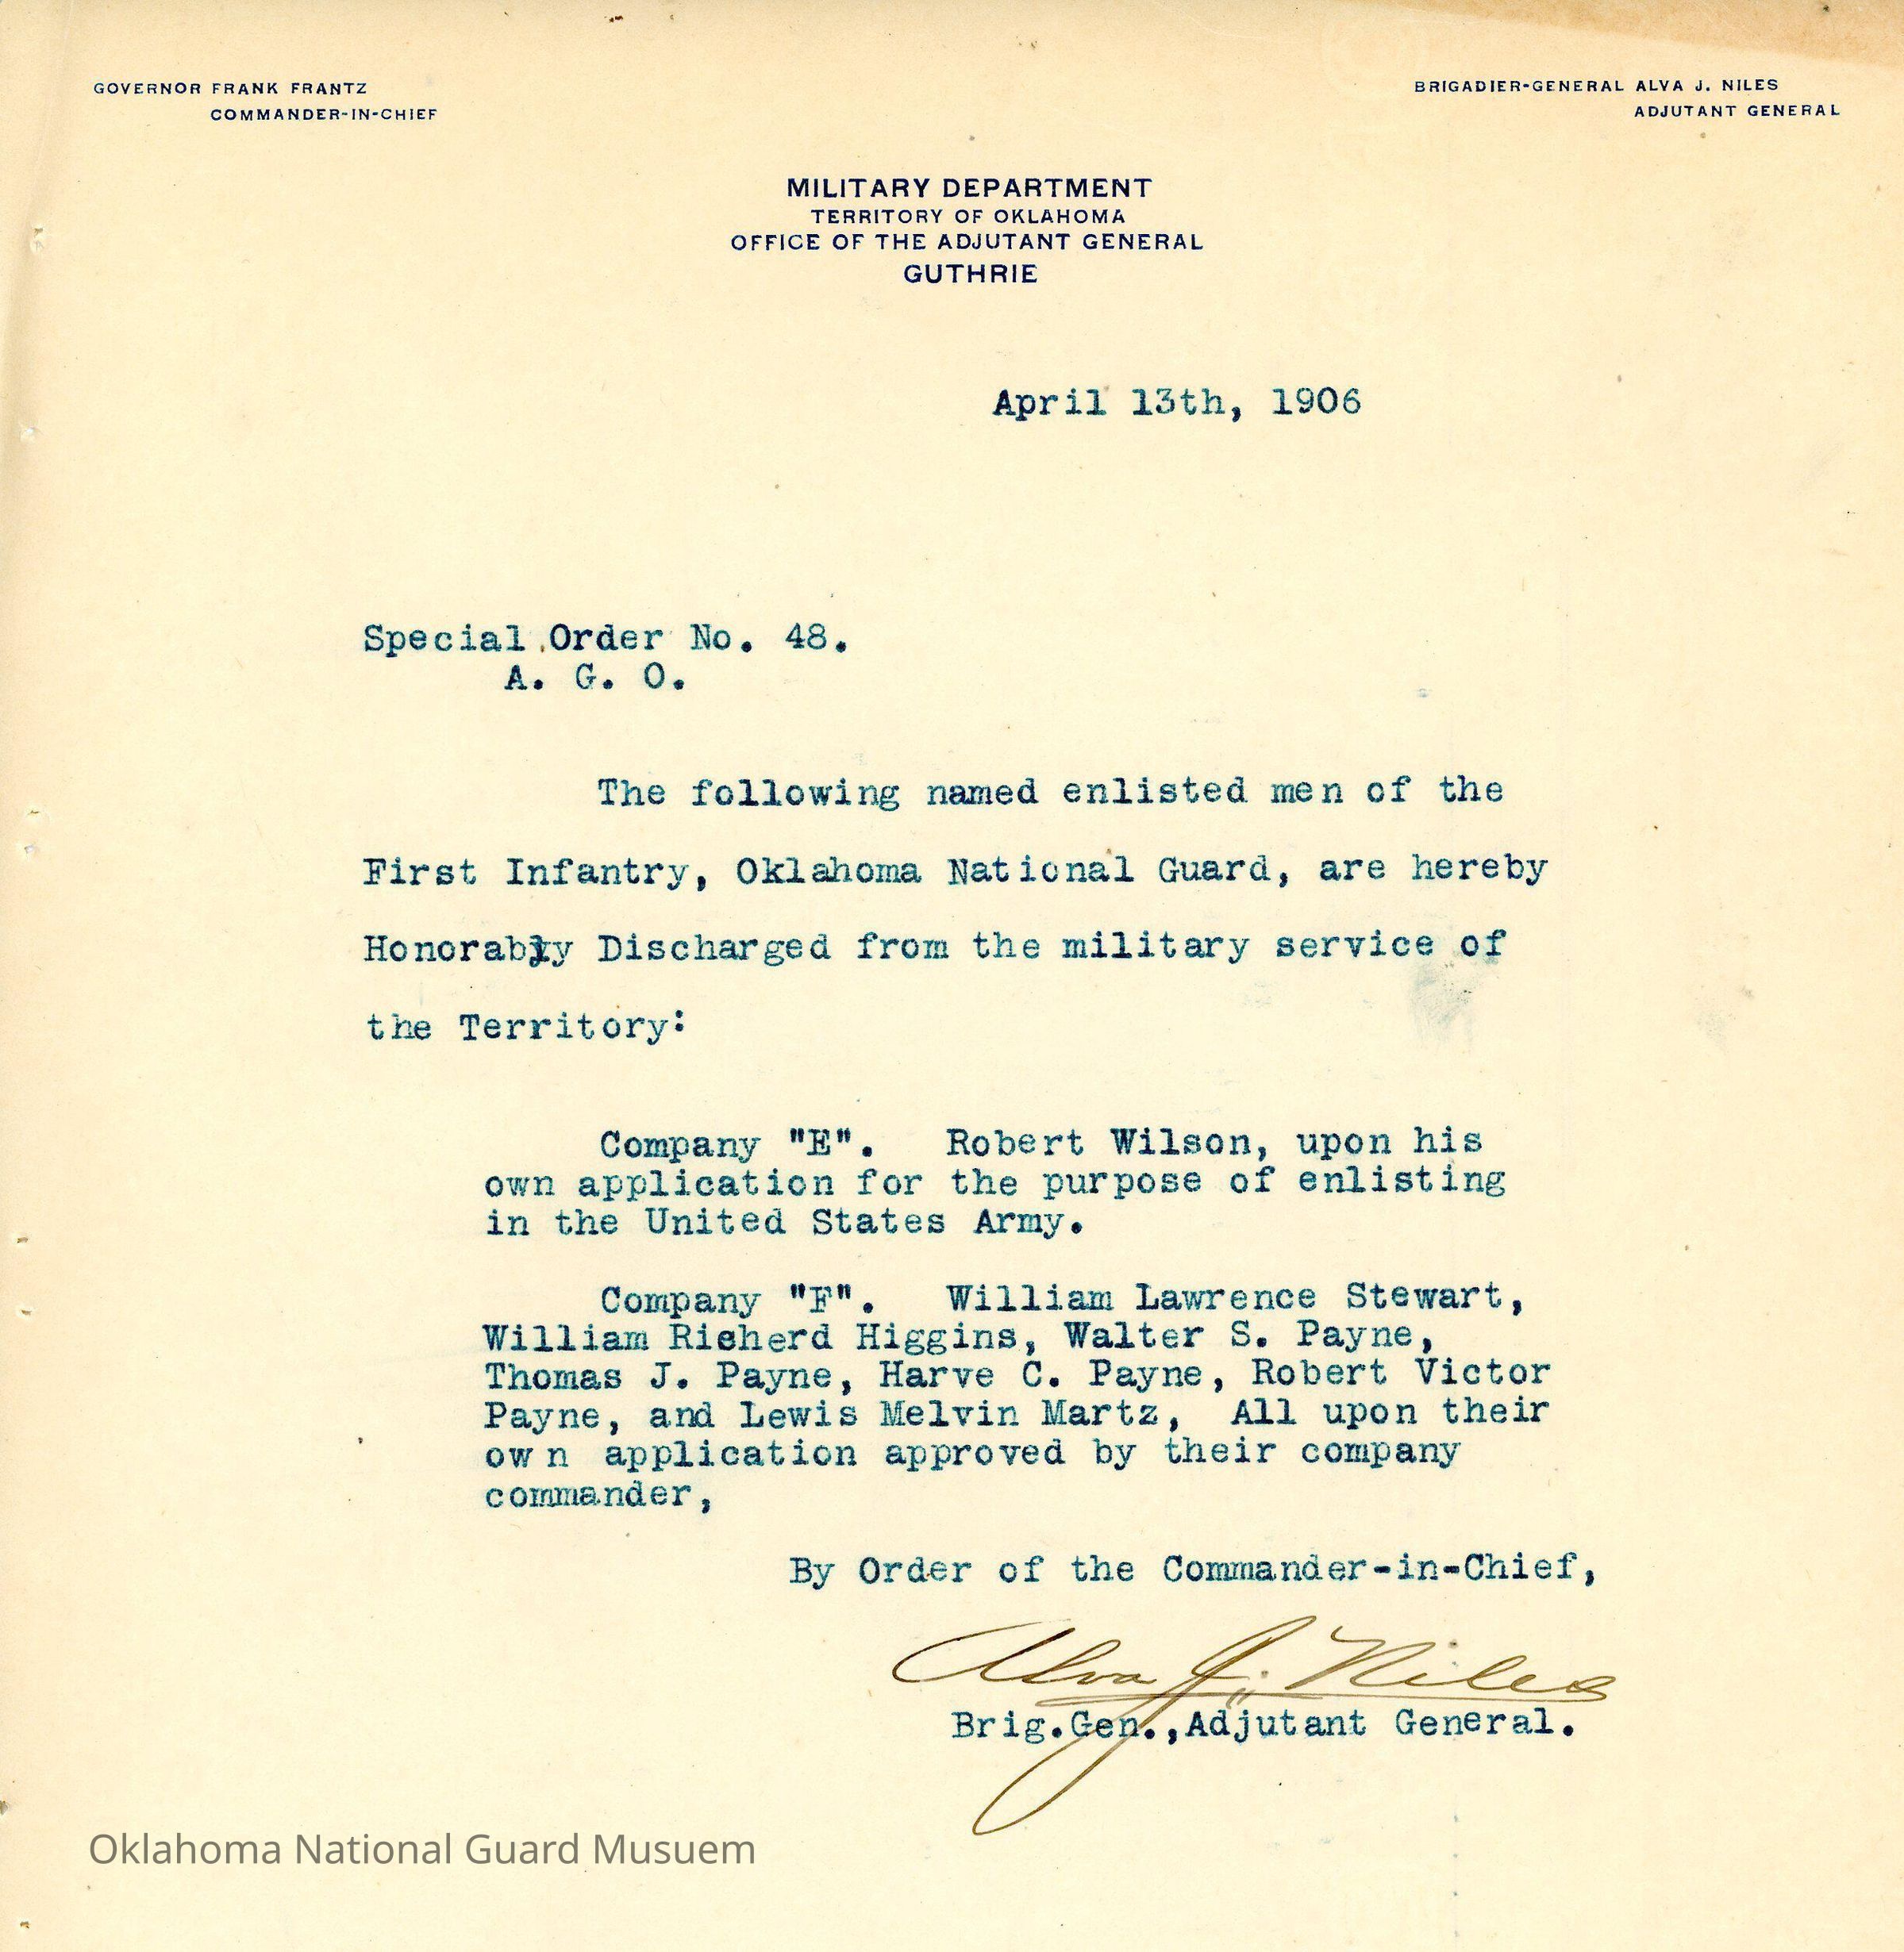 GOVERNOR FRANK FRANTZ
COMMANDER-IN-CHIEF
BRIGADIER-GENERAL ALVA J. NILES
ADJUTANT GENERAL
MILITARY DEPARTMENT
TERRITORY OF OKLAHOMA
OFFICE OF THE ADJUTANT GENERAL
GUTHRIE
April 13th, 1906
Special Order No. 48.
A. G. O.
The following named enlisted men of the
First Infantry, Oklahoma National Guard, are hereby
Honorably Discharged from the military service of
the Territory:
Company "E". Robert Wilson, upon his
own application for the purpose of enlisting
in the United States Army.
Company "F". William Lawrence Stewart,
William Richerd Higgins, Walter S. Payne,
Thomas J. Payne, Harve C. Payne, Robert Victor
Payne, and Lewis Melvin Martz, All upon their
own application approved by their company
commander,
By Order of the Commander-in-Chief,
Alva J. Niles
Brig.Gen.,Adjutant General.
Oklahoma National Guard Musuem